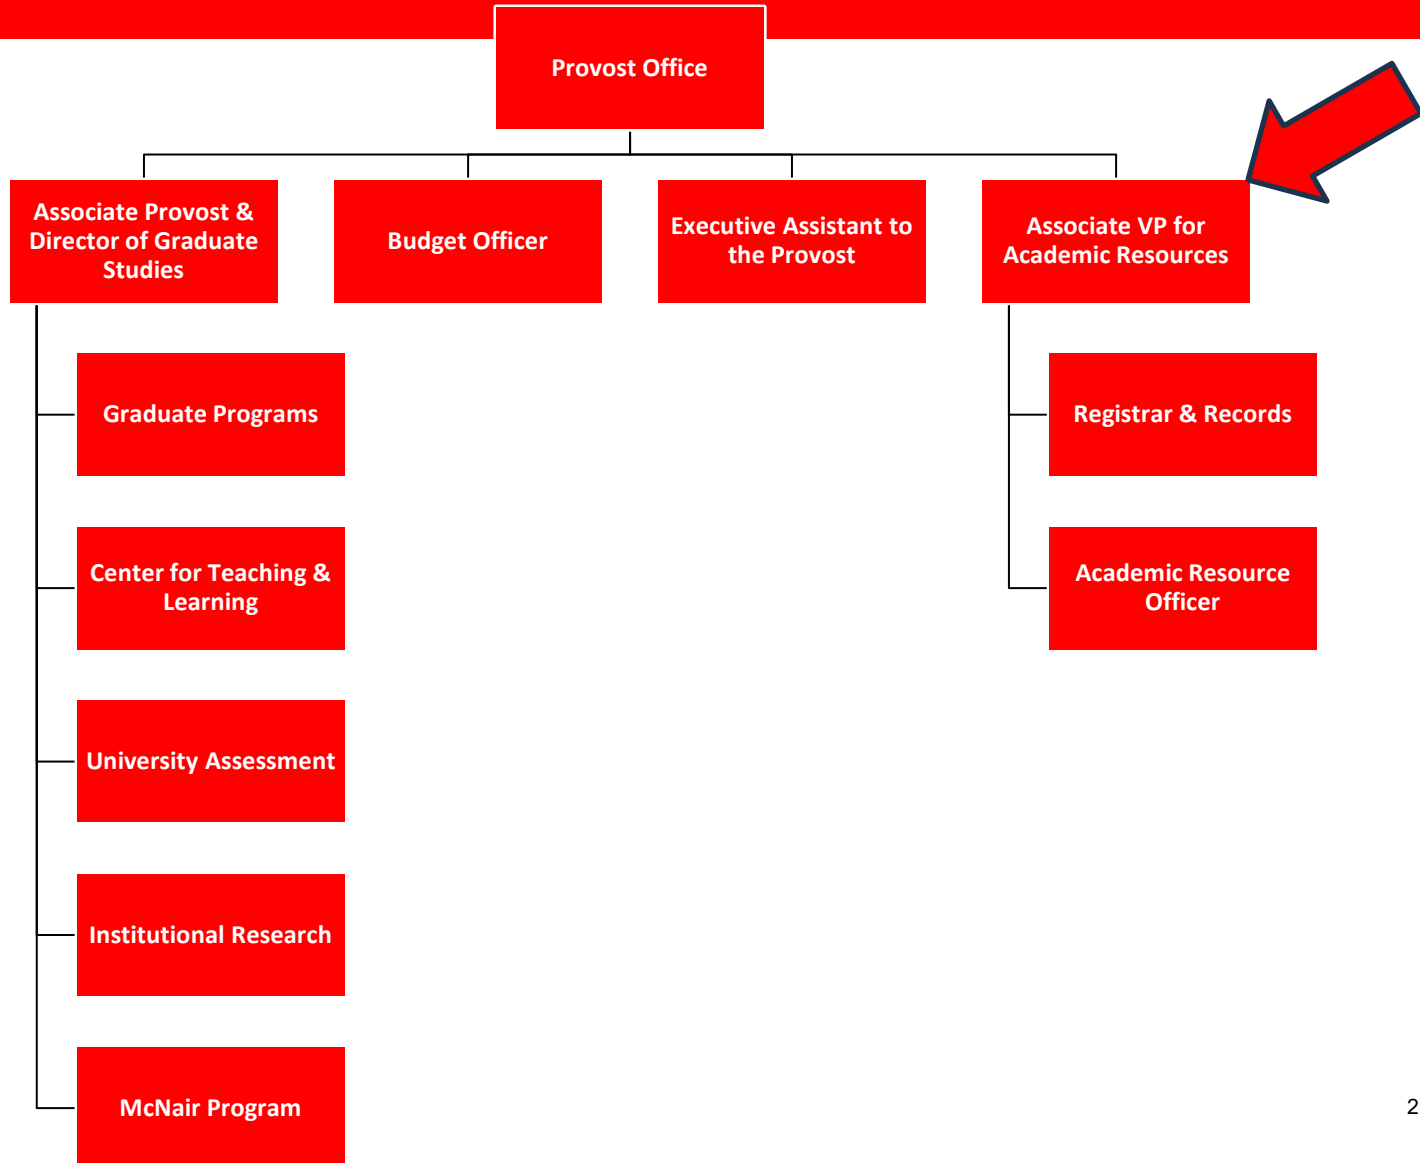 Provost Office
Associate Provost &
Director of Graduate
Studies
Budget Officer
Executive Assistant to
the Provost
Associate VP for
Academic Resources
Graduate Programs
Center for Teaching &
Learning
University Assessment
Institutional Research
McNair Program
Registrar & Records
Academic Resource
Officer
2